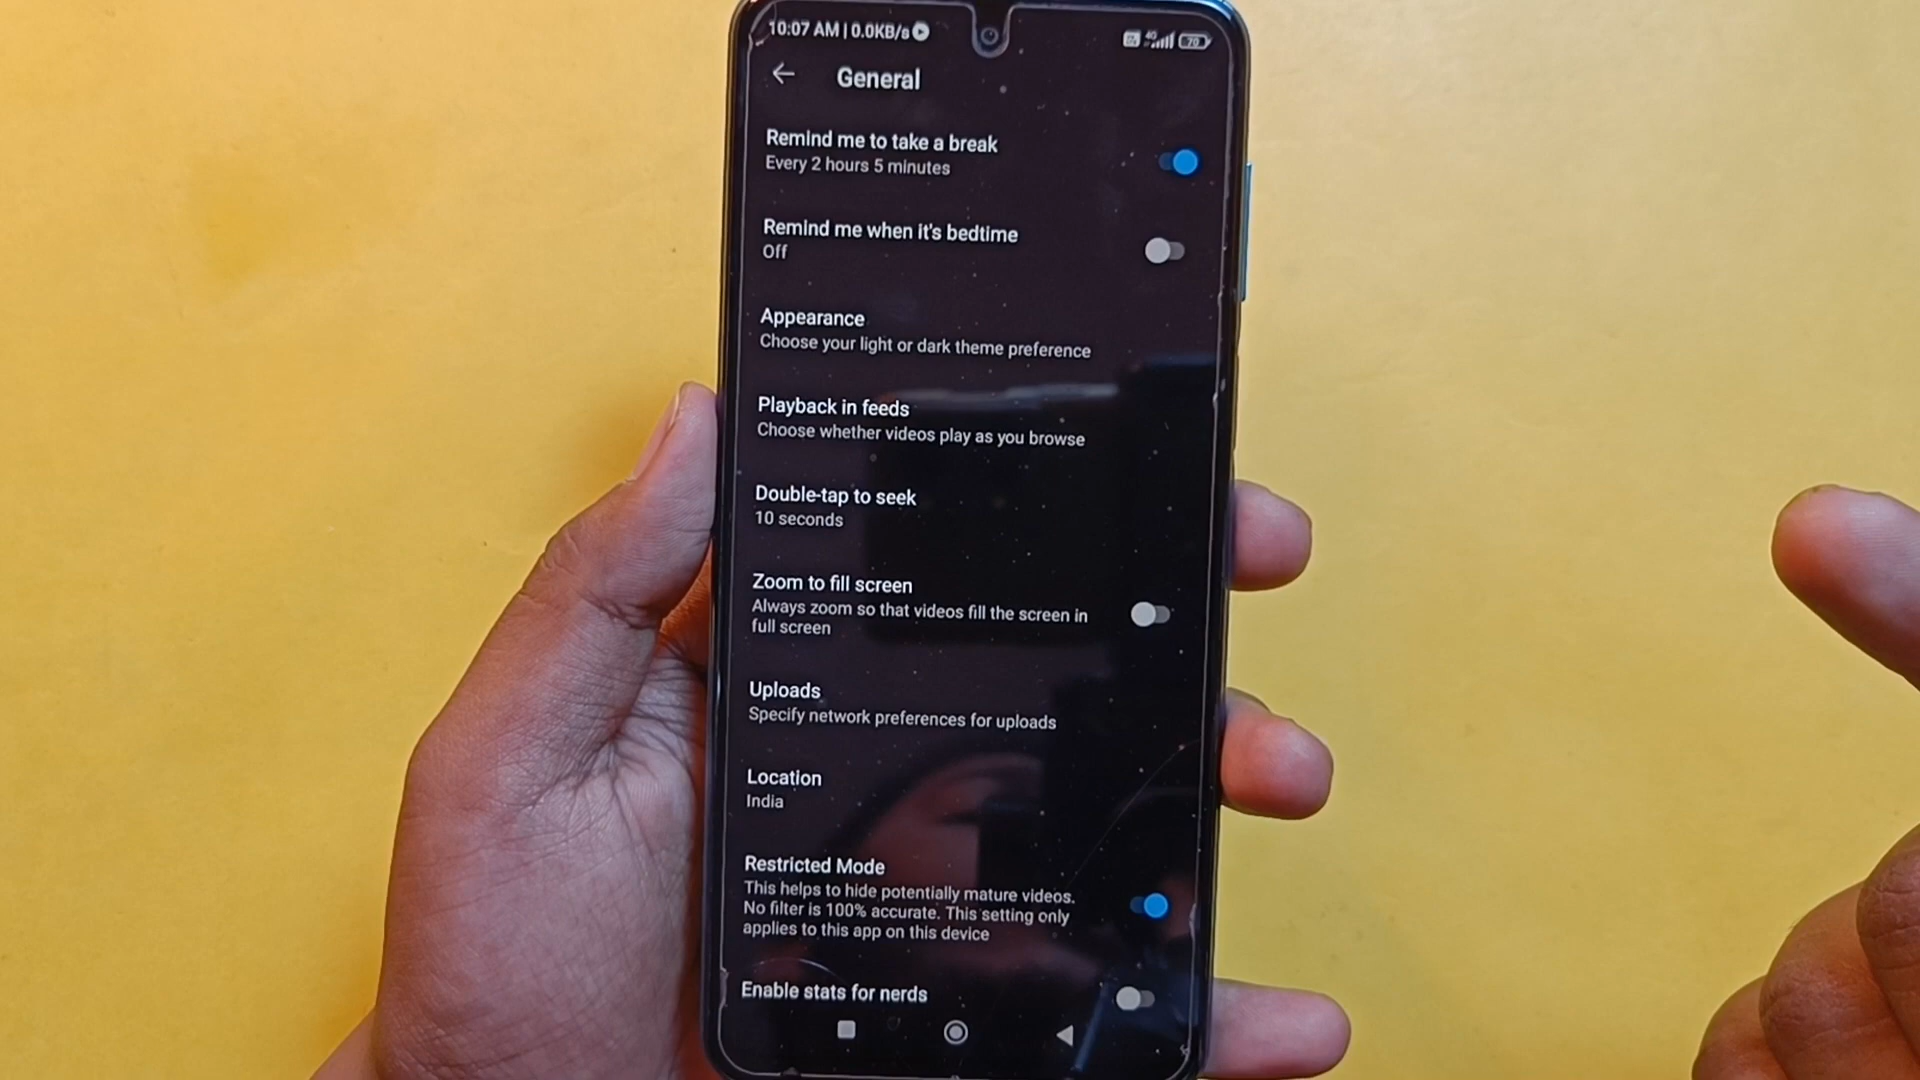 10:07 AM | 0.0KB/s
4G
70
General
Remind me to take a break
Every 2 hours 5 minutes
Remind me when it's bedtime
Off
Appearance
Choose your light or dark theme preference
Playback in feeds
Choose whether videos play as you browse
Double-tap to seek
10 seconds
Zoom to fill screen
Always zoom so that videos fill the screen in
full screen
Uploads
Specify network preferences for uploads
Location
India
Restricted Mode
This helps to hide potentially mature videos.
No filter is 100% accurate. This setting only
applies to this app on this device
Enable stats for nerds